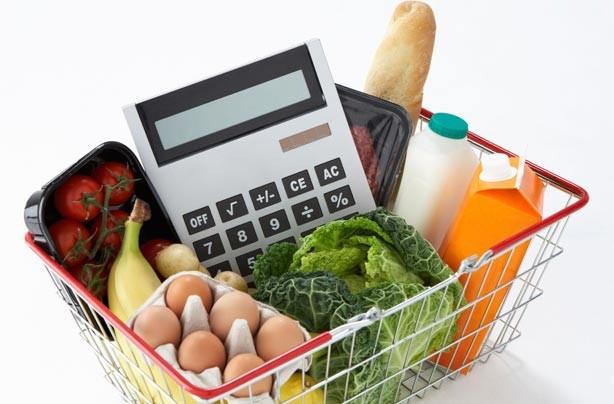 OFF √ +/- CE AC
7 8 9 ÷ %